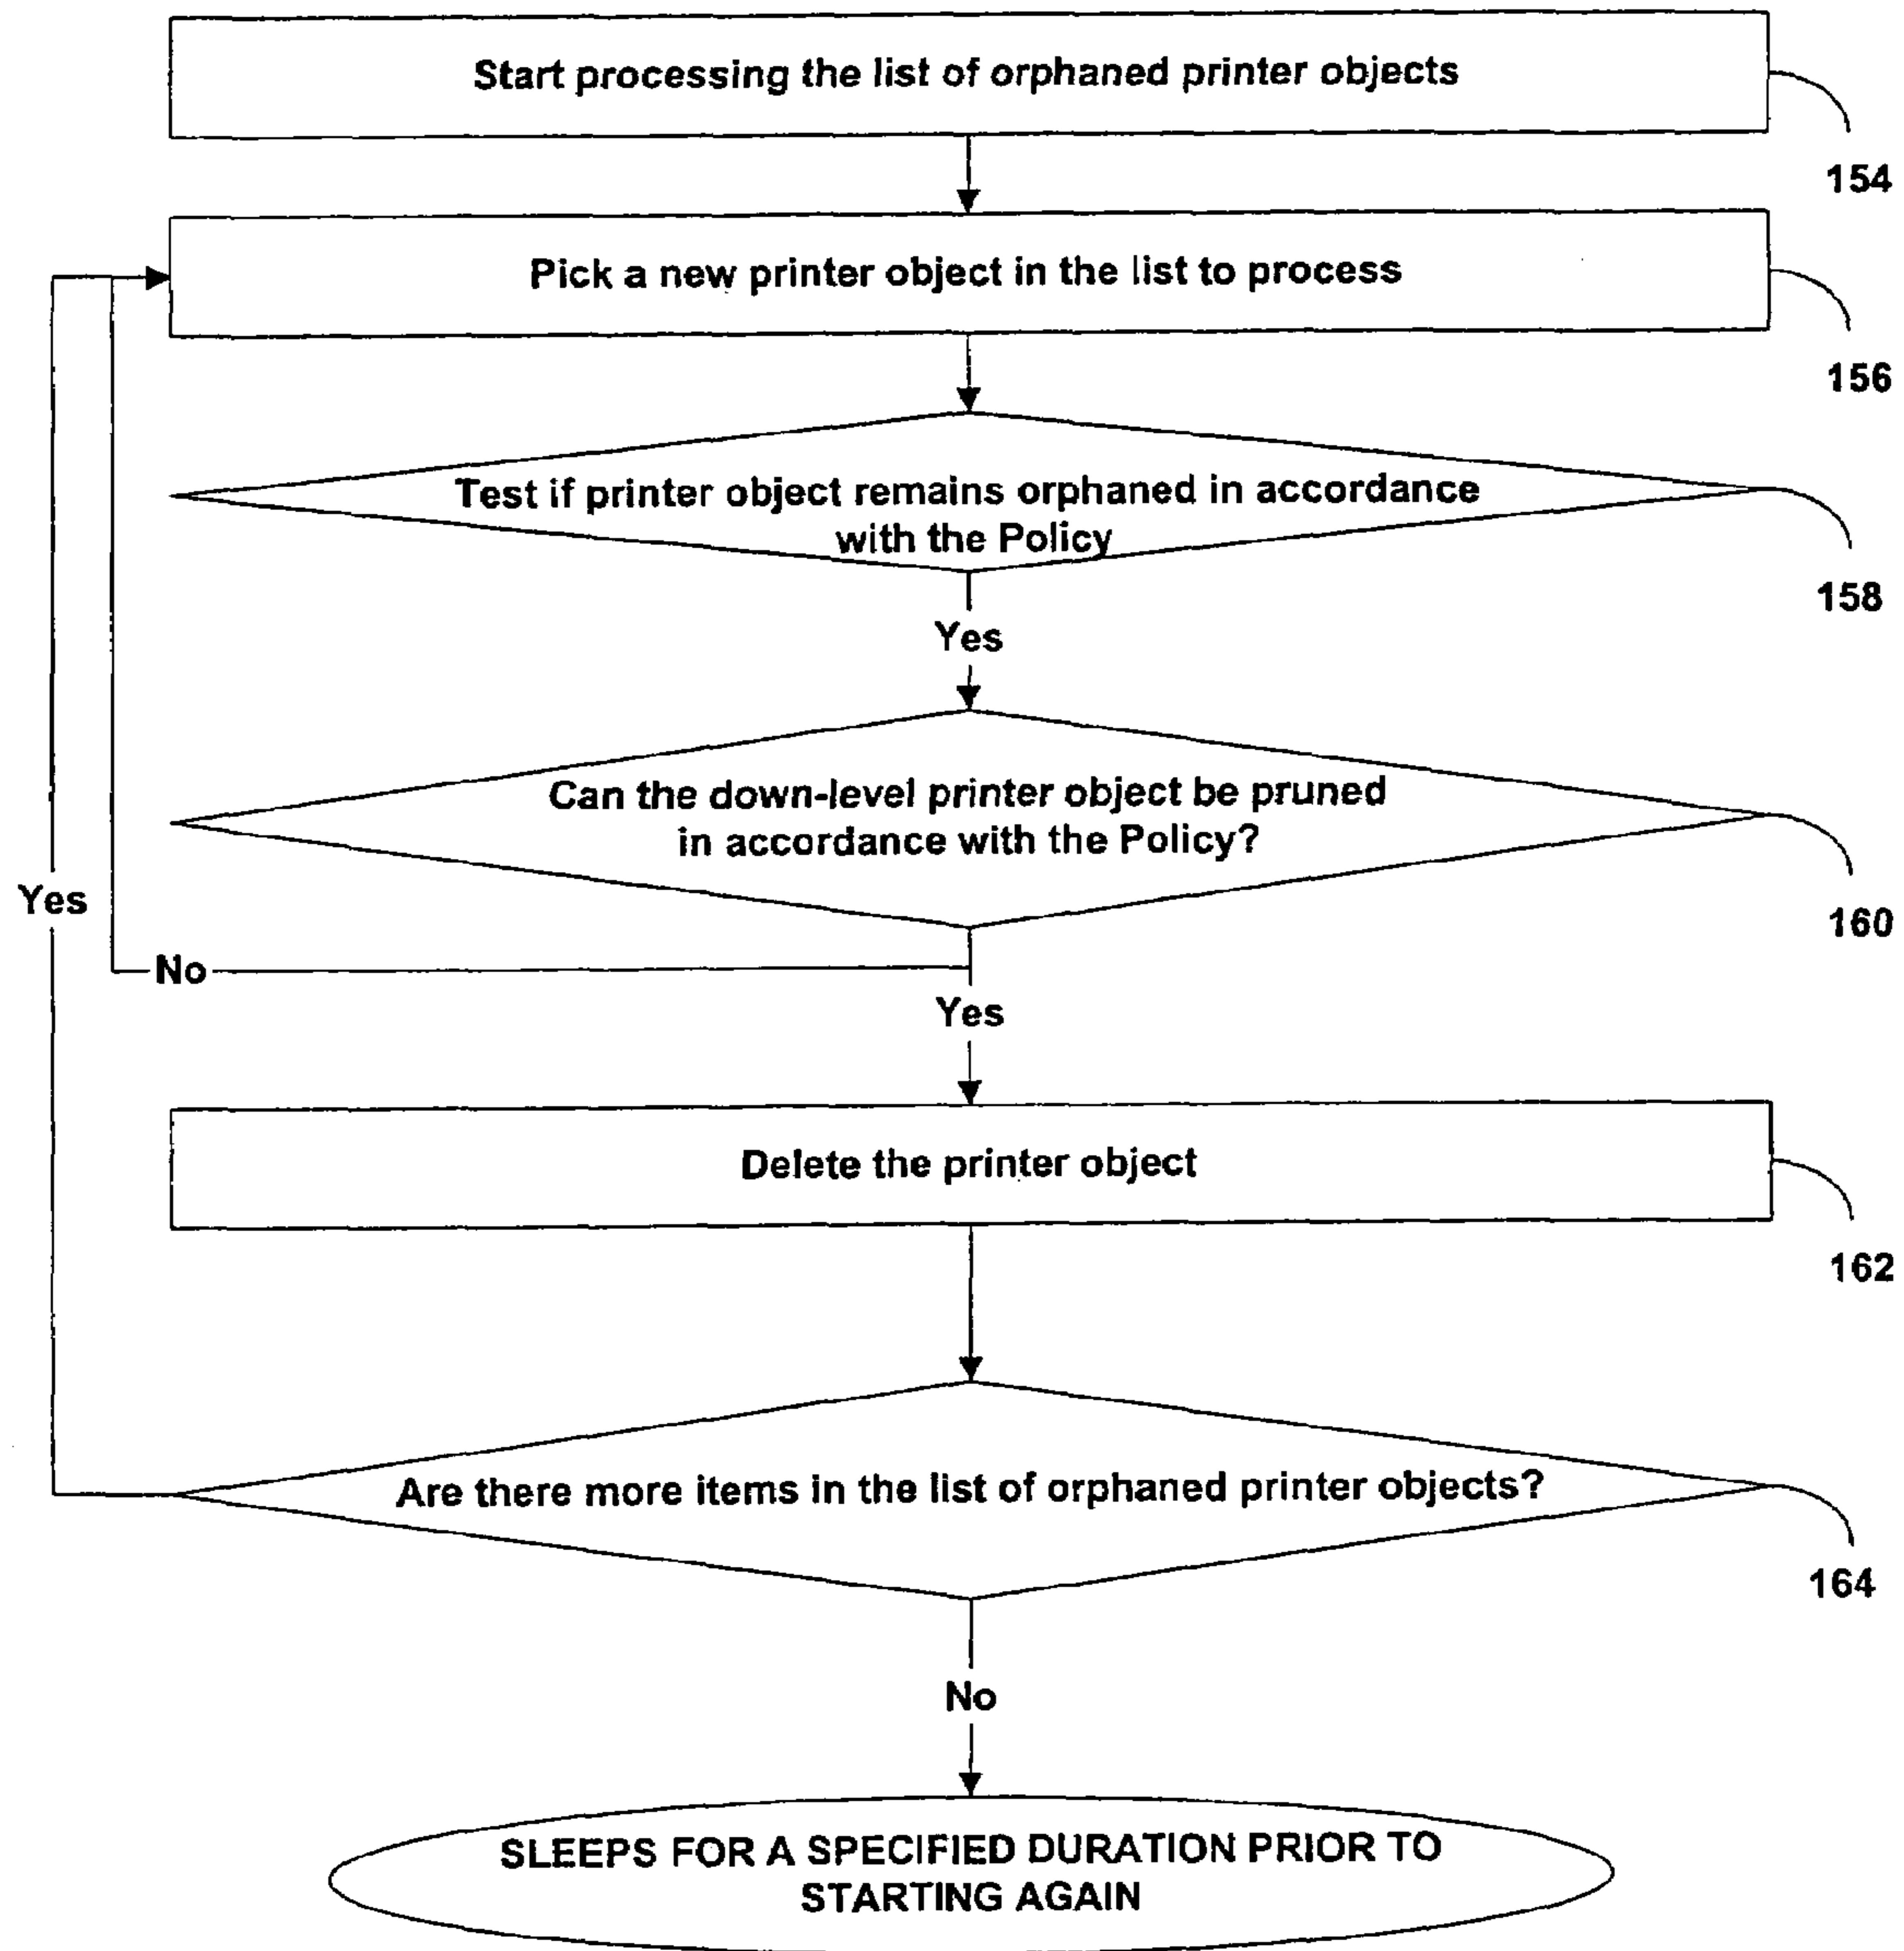 Start processing the list of orphaned printer objects
154
Pick a new printer object in the list to process
156
Test if printer object remains orphaned in accordance
with the Policy
158
Yes
Can the down-level printer object be pruned
in accordance with the Policy?
160
Yes
No
Yes
Delete the printer object
162
Are there more items in the list of orphaned printer objects?
164
No
SLEEPS FOR A SPECIFIED DURATION PRIOR TO
STARTING AGAIN